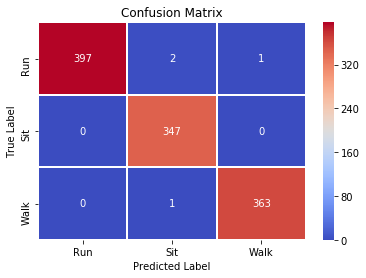 Confusion Matrix
Run 397 2 1
Sit 0 347 0
Walk 0 1 363
Run Sit Walk
True Label
Predicted Label
320
240
160
80
0